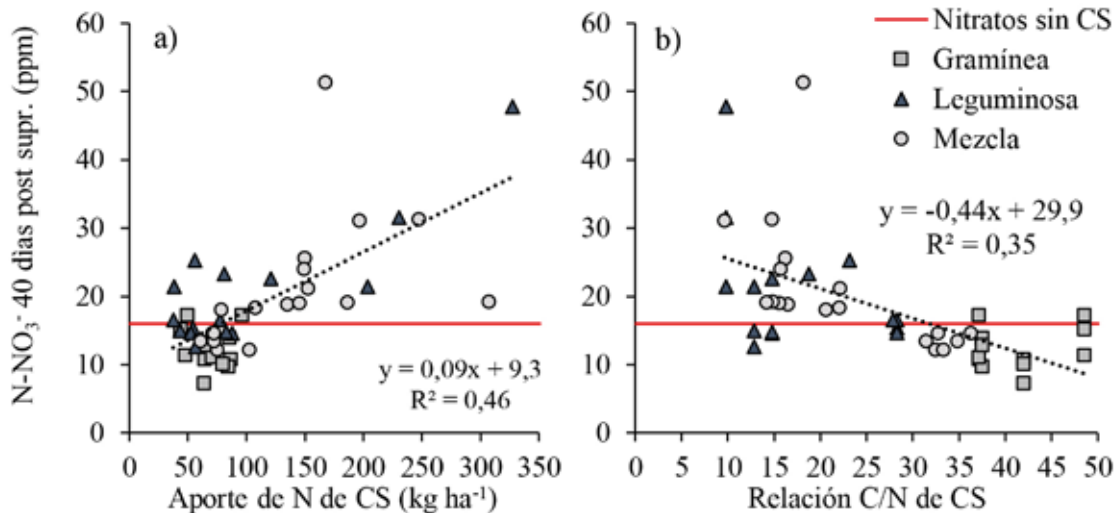 N-NO₃⁻ 40 dias post supr. (ppm)
60
50
40
30
20
10
0
a)
y = 0,09x + 9,3
R² = 0,46
0 50 100 150 200 250 300 350
Aporte de N de CS (kg ha⁻¹)
60
50
40
30
20
10
0
b)
Nitratos sin CS
Gramínea
Leguminosa
Mezcla
y = -0,44x + 29,9
R² = 0,35
0 5 10 15 20 25 30 35 40 45 50
Relación C/N de CS